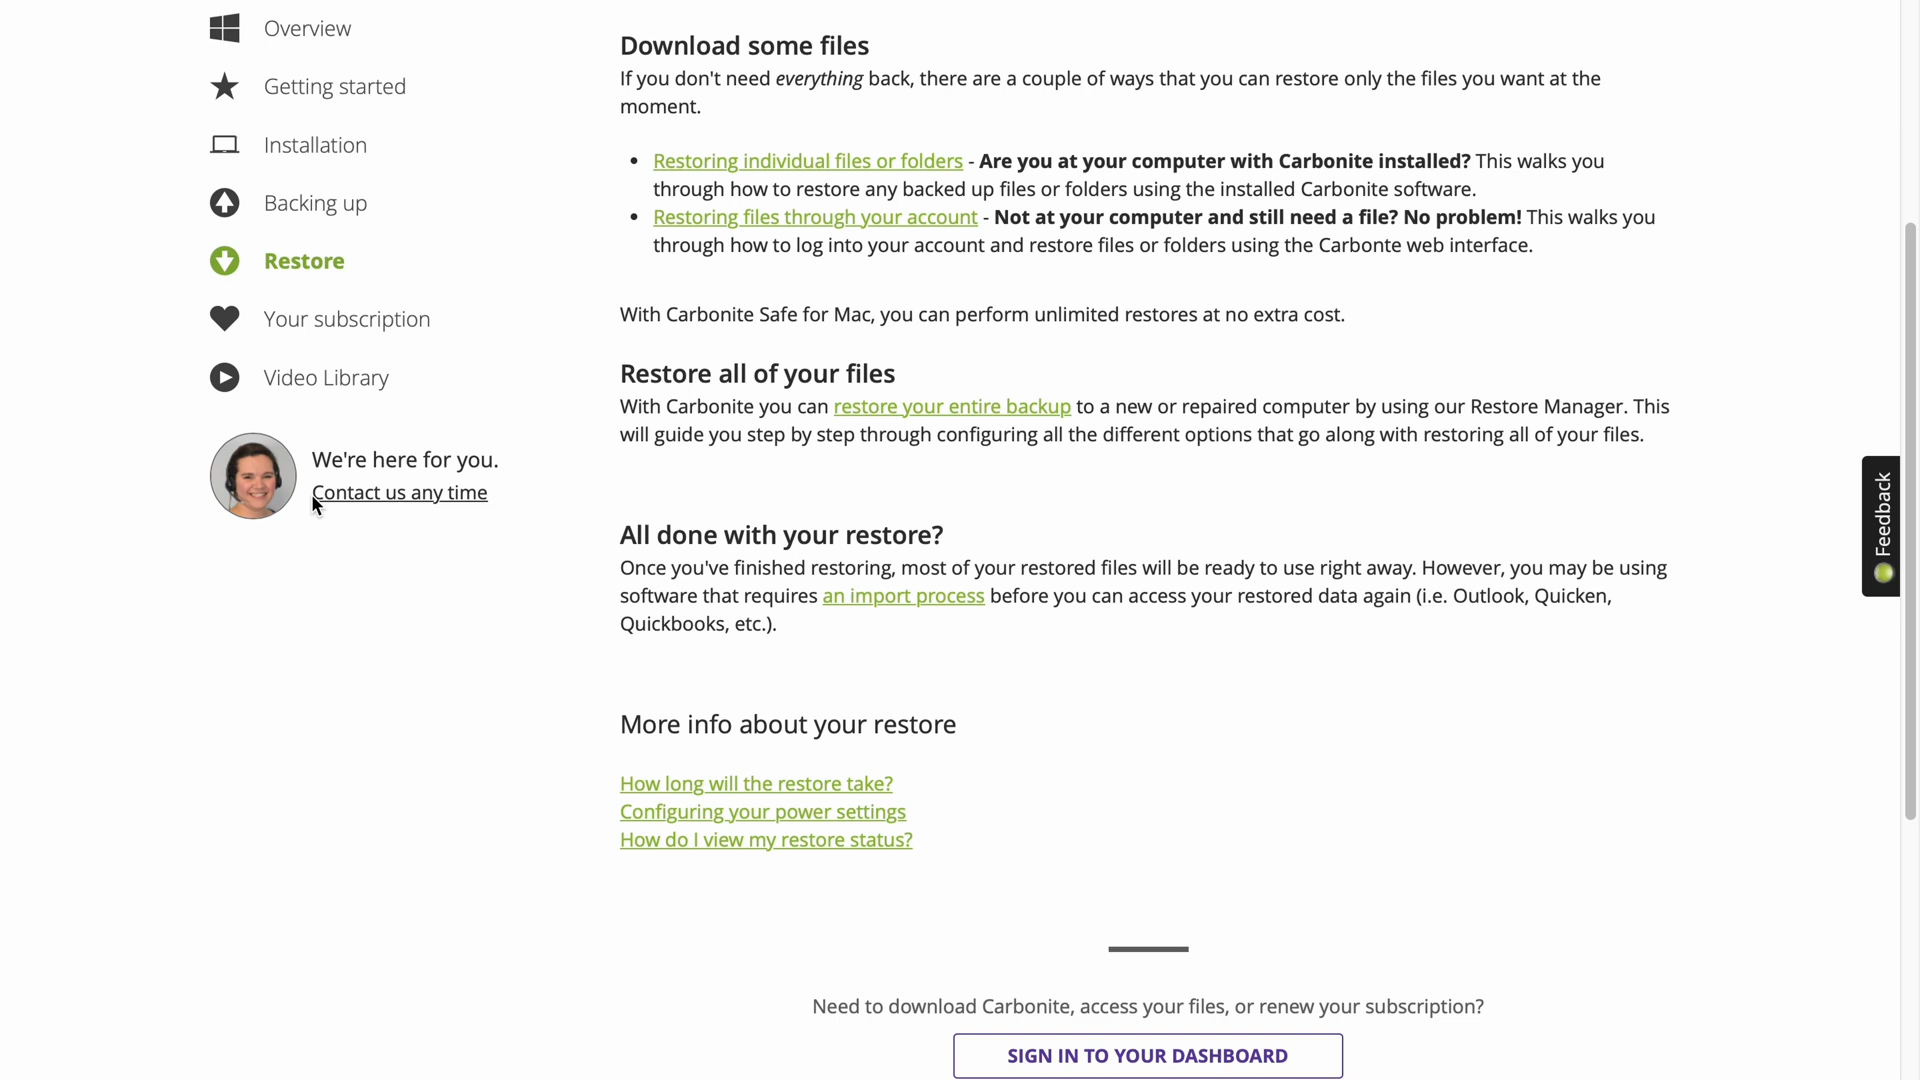 Overview
Getting started
Installation
Backing up
Restore
Your subscription
Video Library
We're here for you.
Contact us any time
Download some files
If you don't need everything back, there are a couple of ways that you can restore only the files you want at the
moment.
• Restoring individual files or folders - Are you at your computer with Carbonite installed? This walks you
through how to restore any backed up files or folders using the installed Carbonite software.
• Restoring files through your account - Not at your computer and still need a file? No problem! This walks you
through how to log into your account and restore files or folders using the Carbonte web interface.
With Carbonite Safe for Mac, you can perform unlimited restores at no extra cost.
Restore all of your files
With Carbonite you can restore your entire backup to a new or repaired computer by using our Restore Manager. This
will guide you step by step through configuring all the different options that go along with restoring all of your files.
All done with your restore?
Once you've finished restoring, most of your restored files will be ready to use right away. However, you may be using
software that requires an import process before you can access your restored data again (i.e. Outlook, Quicken,
Quickbooks, etc.).
More info about your restore
How long will the restore take?
Configuring your power settings
How do I view my restore status?
Need to download Carbonite, access your files, or renew your subscription?
SIGN IN TO YOUR DASHBOARD
Feedback